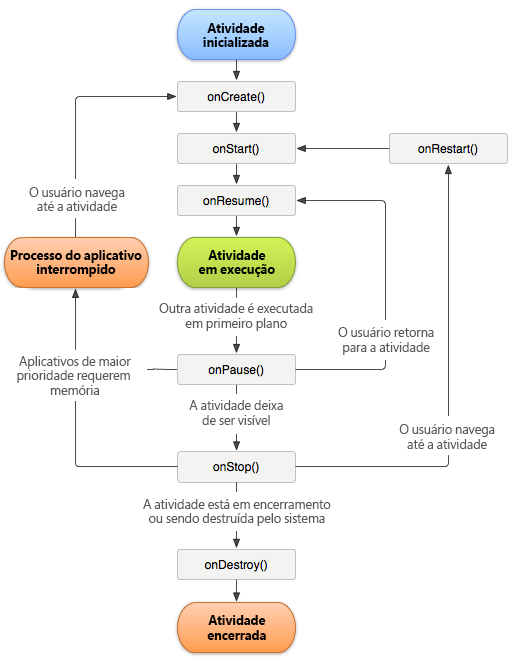 Atividade
inicializada
onCreate()
onStart()
onRestart()
O usuário navega
até a atividade
onResume()
Processo do aplicativo
interrompido
Atividade
em execução
Outra atividade é executada
em primeiro plano
O usuário retorna
para a atividade
Aplicativos de maior
prioridade requerem
memória
onPause()
A atividade deixa
de ser visível
O usuário navega
até a atividade
onStop()
A atividade está em encerramento
ou sendo destruída pelo sistema
onDestroy()
Atividade
encerrada